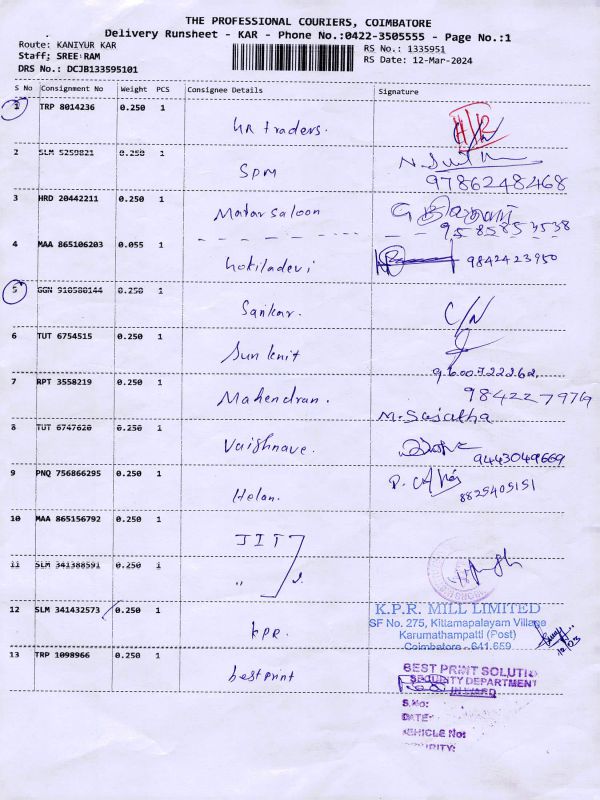 THE PROFESSIONAL COURIERS, COIMBATORE
Delivery Runsheet - KAR - Phone No.:0422-3505555 - Page No.:1
Route: KANIYUR KAR
Staff: SREE RAM
DRS No.: DCJB133595101
RS No.: 1335951
RS Date: 12-Mar-2024
S No Consignment No Weight PCS Consignee Details Signature
1 TRP 8014236 0.250 1 HR traders. H/R
2 SLM 5259821 0.250 1 SPM
9786248468
3 HRD 20442211 0.250 1 Matar saloon
9585853538
4 MAA 865106203 0.055 1 Kokiladevi 9842423950
5 GGN 910580144 0.250 1 Sankar. C/N
6 TUT 6754515 0.250 1 Sun knit
9600722262
7 RPT 3558219 0.250 1 Mahendran. 984227974
M. Sujatha
8 TUT 6747620 0.250 1 Vaishnave. 9443049669
9 PNQ 756866295 0.250 1 Helan. 8825405151
10 MAA 865156792 0.250 1 JIT
11 SLM 341388591 0.250 1 "
12 SLM 341432573 0.250 1 KPR.
K.P.R. MILL LIMITED
SF No. 275, Kittampalayam Village
Karumathampatti (Post)
Coimbatore - 641 659
13 TRP 1098966 0.250 1 bestprint
BEST PRINT SOLUTIO
SECURITY DEPARTMENT
INWARD
S.No:
DATE:
VEHICLE No: